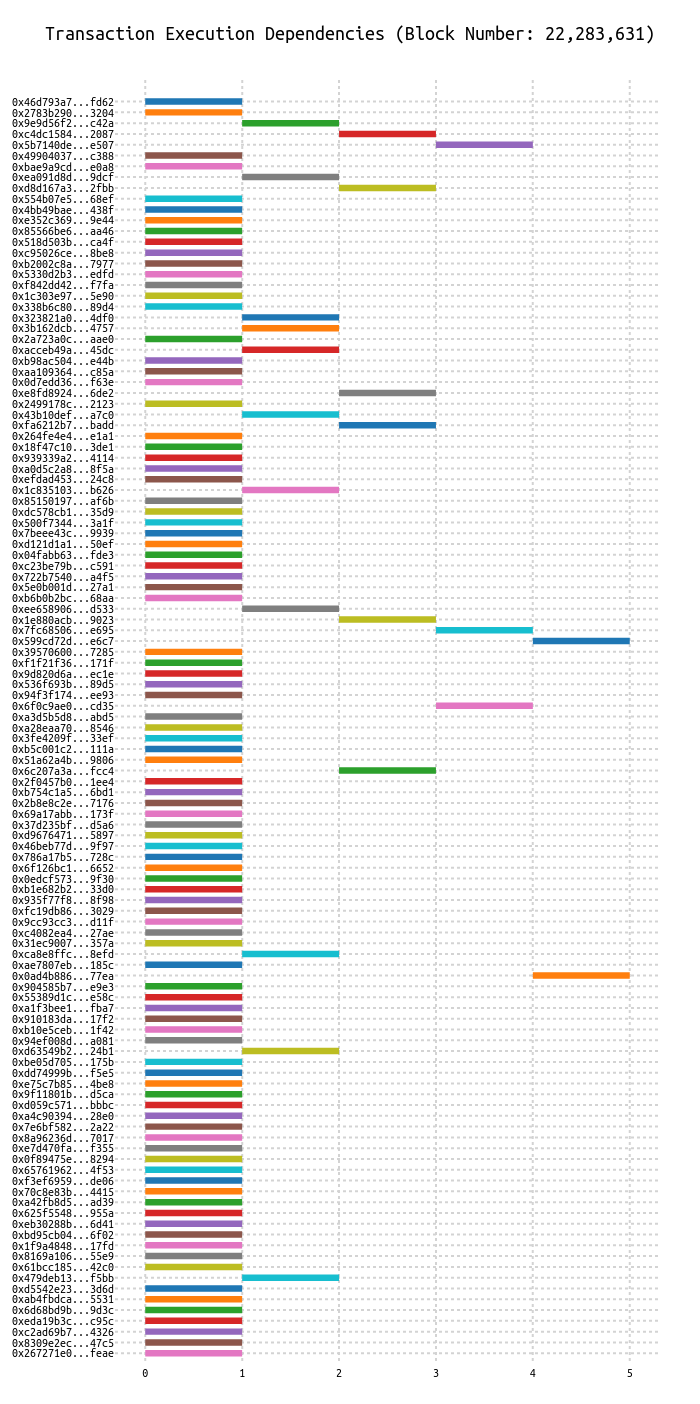 Transaction Execution Dependencies (Block Number: 22,283,631)
0x46d793a7...fd62
0x2783b290...3204
0x9e9d56f2...c42a
0xc4dc1584...2087
0x5b7140de...e507
0x49904037...c388
0xbae9a9cd...e0a8
0xea091d8d...9dcf
0xd8d167a3...2fbb
0x554b07e5...68ef
0x4bb49bae...438f
0xe352c369...9e44
0x85566be6...aa46
0x518d503b...ca4f
0xc95026ce...8be8
0xb2002c8a...7977
0x5330d2b3...edfd
0xf842dd42...f7fa
0x1c303e97...5e90
0x338b6c80...89d4
0x323821a0...4df0
0x3b162dcb...4757
0x2a723a0c...aae0
0xacceb49a...45dc
0xb98ac504...e44b
0xaa109364...c85a
0x0d7edd36...f63e
0xe8fd8924...6de2
0x2499178c...2123
0x43b10def...a7c0
0xfa6212b7...badd
0x264fe4e4...e1a1
0x18f47c10...3de1
0x939339a2...4114
0xa0d5c2a8...8f5a
0xefdad453...24c8
0x1c835103...b626
0x85150197...af6b
0xdc578cb1...35d9
0x500f7344...3a1f
0x7beee43c...9939
0xd121d1a1...50ef
0x04fabb63...fde3
0xc23be79b...c591
0x722b7540...a4f5
0x5e0b001d...27a1
0xb6b0b2bc...68aa
0xee658906...d533
0x1e880acb...9023
0x7fc68506...e695
0x599cd72d...e6c7
0x39570600...7285
0xf1f21f36...171f
0x9d820d6a...ec1e
0x536f693b...89d5
0x94f3f174...ee93
0x6f0c9ae0...cd35
0xa3d5b5d8...abd5
0xa28eaa70...8546
0x3fe4209f...33ef
0xb5c001c2...111a
0x51a62a4b...9806
0x6c207a3a...fcc4
0x2f0457b0...1ee4
0xb754c1a5...6bd1
0x2b8e8c2e...7176
0x69a17abb...173f
0x37d235bf...d5a6
0xd9676471...5897
0x46beb77d...9f97
0x786a17b5...728c
0x6f126bc1...6652
0x0edcf573...9f30
0xb1e682b2...33d0
0x935f77f8...8f98
0xfc19db86...3029
0x9cc93cc3...d11f
0xc4082ea4...27ae
0x31ec9007...357a
0xca8e8ffc...8efd
0xae7807eb...185c
0x0ad4b886...77ea
0x904585b7...e9e3
0x55389d1c...e58c
0xa1f3bee1...fba7
0x910183da...17f2
0xb10e5ceb...1f42
0x94ef008d...a081
0xd63549b2...24b1
0xbe05d705...175b
0xdd74999b...f5e5
0xe75c7b85...4be8
0x9f11801b...d5ca
0xd059c571...bbbc
0xa4c90394...28e0
0x7e6bf582...2a22
0x8a96236d...7017
0xe7d470fa...f355
0x0f89475e...8294
0x65761962...4f53
0xf3ef6959...de06
0x70c8e83b...4415
0xa42fb8d5...ad39
0x625f5548...955a
0xeb30288b...6d41
0xbd95cb04...6f02
0x1f9a4848...17fd
0x8169a106...55e9
0x61bcc185...42c0
0x479deb13...f5bb
0xd5542e23...3d6d
0xab4fbdca...5531
0x6d68bd9b...9d3c
0xeda19b3c...c95c
0xc2ad69b7...4326
0x8309e2ec...47c5
0x267271e0...feae
0 1 2 3 4 5